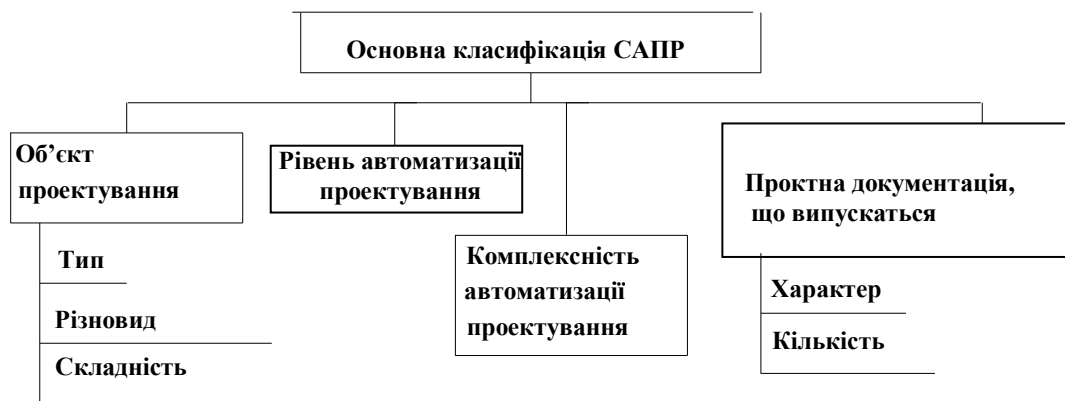 Основна класифікація САПР
Об’єкт
проектування
Рівень автоматизації
проектування
Проктна документація,
що випускаться
Комплексність
автоматизації
проектування
Тип
Різновид
Складність
Характер
Кількість